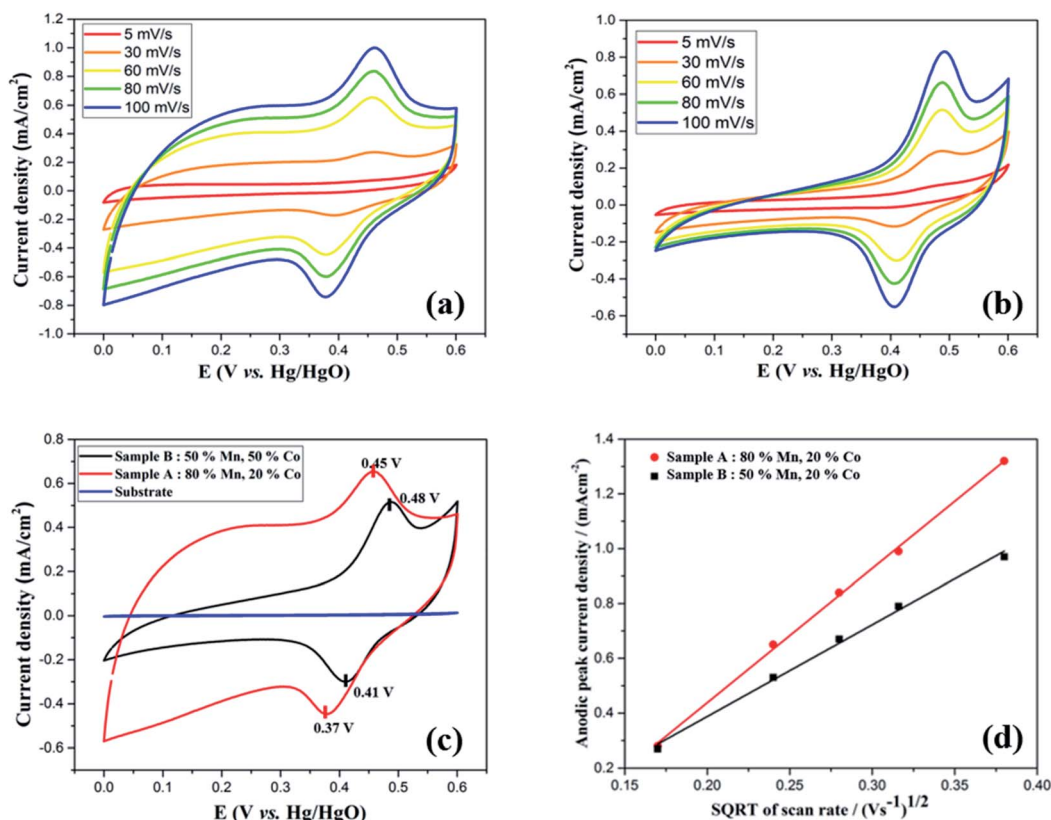 1.2
1.0
0.8
0.6
0.4
0.2
0.0
-0.2
-0.4
-0.6
-0.8
-1.0
Current density (mA/cm²)
5 mV/s
30 mV/s
60 mV/s
80 mV/s
100 mV/s
(a)
0.0 0.1 0.2 0.3 0.4 0.5 0.6
E (V vs. Hg/HgO)
1.0
0.8
0.6
0.4
0.2
0.0
-0.2
-0.4
-0.6
Current density (mA/cm²)
5 mV/s
30 mV/s
60 mV/s
80 mV/s
100 mV/s
(b)
0.0 0.1 0.2 0.3 0.4 0.5 0.6
E (V vs. Hg/HgO)
0.8
0.6
0.4
0.2
0.0
-0.2
-0.4
-0.6
Current density (mA/cm²)
Sample B : 50 % Mn, 50 % Co
Sample A : 80 % Mn, 20 % Co
Substrate
0.45 V
0.48 V
0.41 V
0.37 V
(c)
0.0 0.1 0.2 0.3 0.4 0.5 0.6
E (V vs. Hg/HgO)
1.4
1.2
1.0
0.8
0.6
0.4
0.2
Anodic peak current density / (mAcm⁻²)
Sample A : 80 % Mn, 20 % Co
Sample B : 50 % Mn, 20 % Co
(d)
0.15 0.20 0.25 0.30 0.35 0.40
SQRT of scan rate / (Vs⁻¹)¹/²